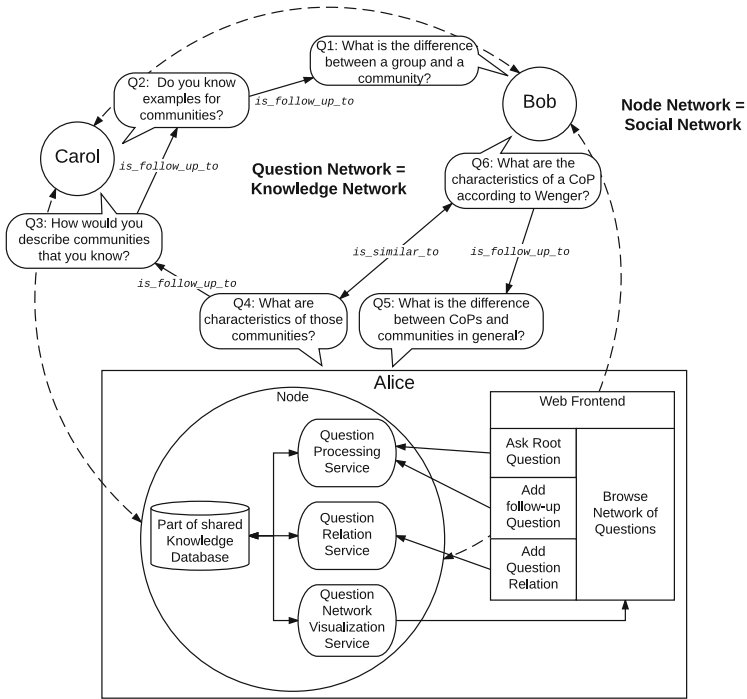 Q1: What is the difference
between a group and a
community?
Q2: Do you know
examples for
communities?
is_follow_up_to
Bob
Node Network =
Social Network
Carol
is_follow_up_to
Question Network =
Knowledge Network
Q6: What are the
characteristics of a CoP
according to Wenger?
Q3: How would you
describe communities
that you know?
is_similar_to
is_follow_up_to
is_follow_up_to
Q4: What are
characteristics of those
communities?
Q5: What is the difference
between CoPs and
communities in general?
Alice
Node
Web Frontend
Question
Processing
Service
Ask Root
Question
Add
follow-up
Question
Browse
Network of
Questions
Part of shared
Knowledge
Database
Question
Relation
Service
Add
Question
Relation
Question
Network
Visualization
Service